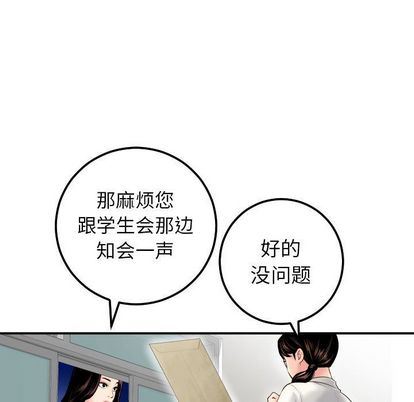 那麻烦您
跟学生会那边
知会一声
好的
没问题